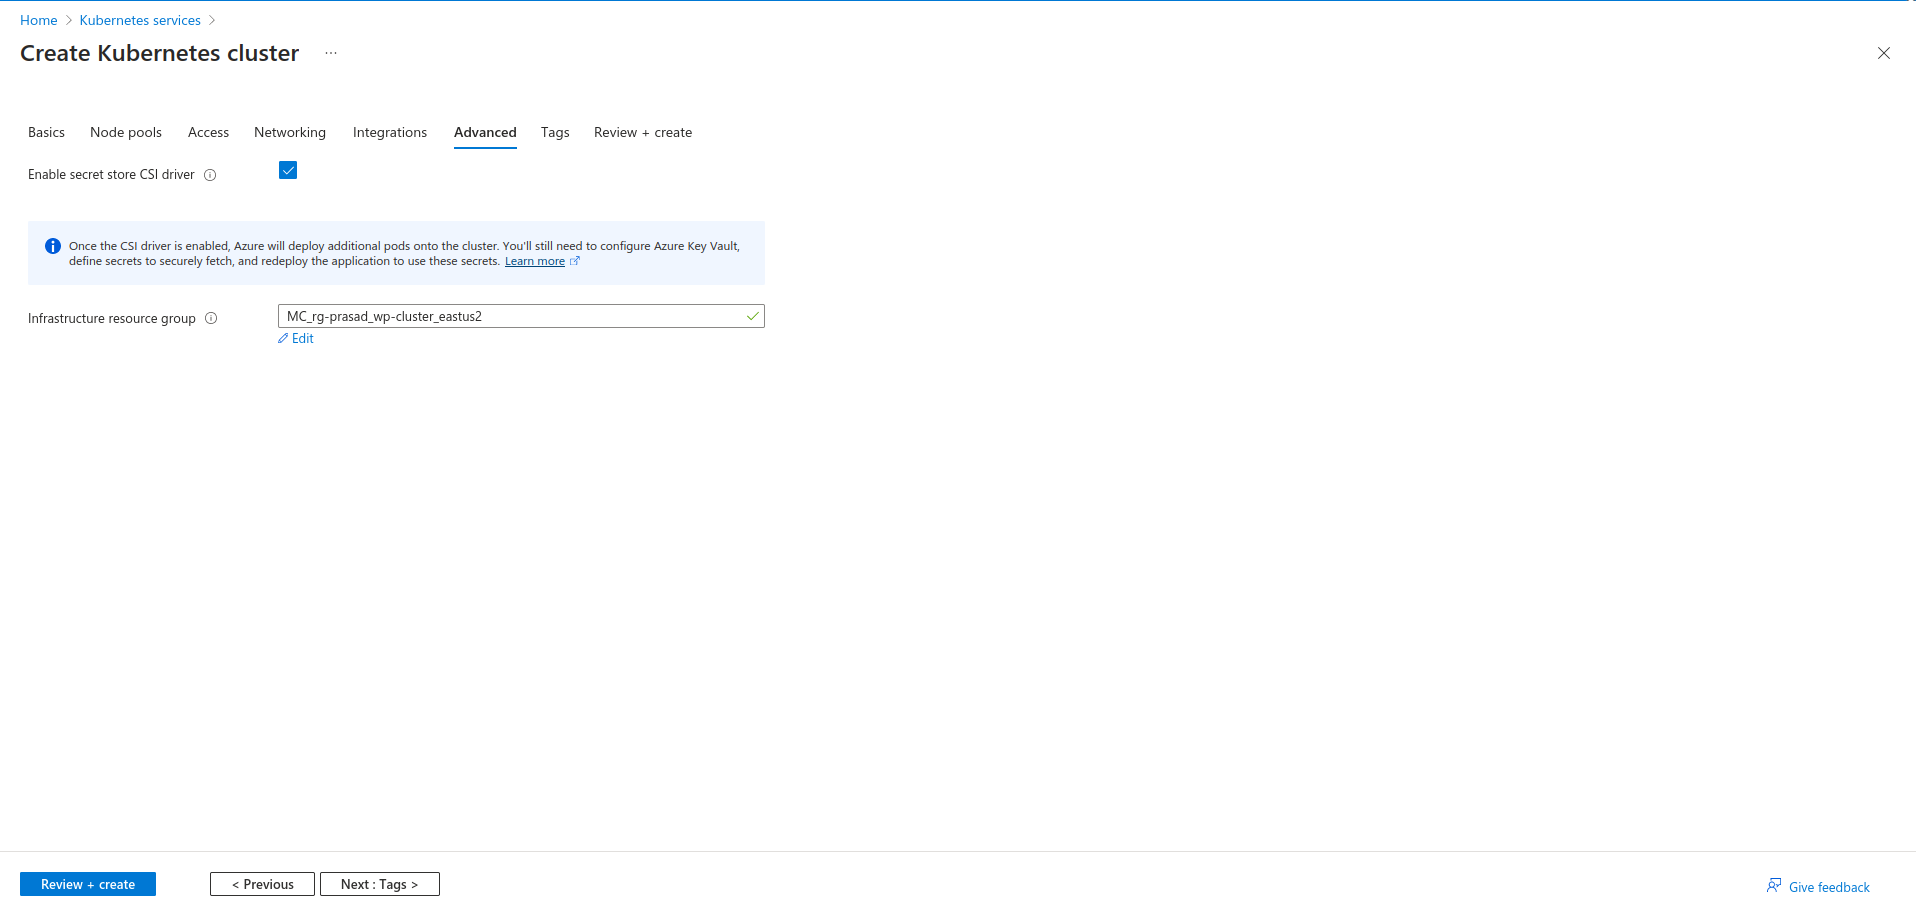 Home > Kubernetes services >
Create Kubernetes cluster ...
Basics Node pools Access Networking Integrations Advanced Tags Review + create
Enable secret store CSI driver
Once the CSI driver is enabled, Azure will deploy additional pods onto the cluster. You'll still need to configure Azure Key Vault,
define secrets to securely fetch, and redeploy the application to use these secrets. Learn more
Infrastructure resource group MC_rg-prasad_wp-cluster_eastus2
Edit
Review + create < Previous Next : Tags > Give feedback